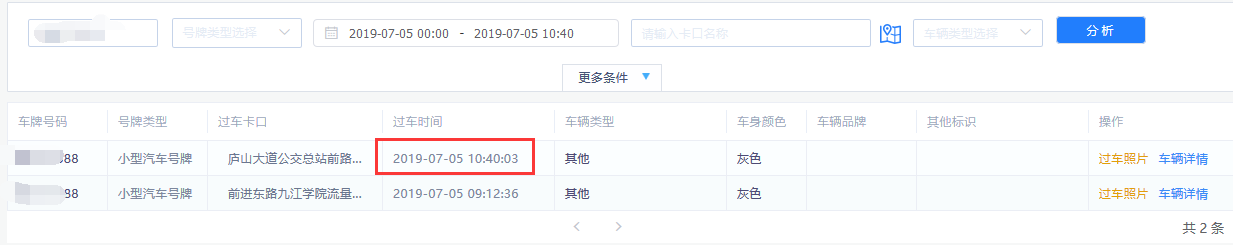 号牌类型选择 2019-07-05 00:00 - 2019-07-05 10:40 请输入卡口名称 车辆类型选择 分 析
更多条件
车牌号码 号牌类型 过车卡口 过车时间 车辆类型 车身颜色 车辆品牌 其他标识 操作
88 小型汽车号牌 庐山大道公交总站前路... 2019-07-05 10:40:03 其他 灰色 过车照片 车辆详情
98 小型汽车号牌 前进东路九江学院流量... 2019-07-05 09:12:36 其他 灰色 过车照片 车辆详情
共 2 条